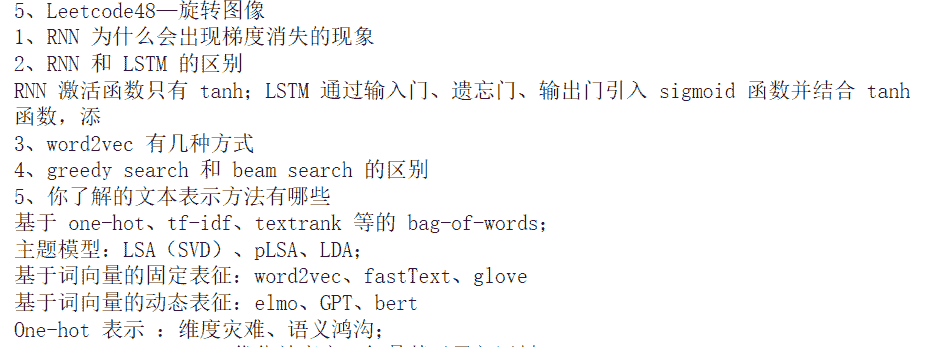 5、Leetcode48—旋转图像
1、RNN 为什么会出现梯度消失的现象
2、RNN 和 LSTM 的区别
RNN 激活函数只有 tanh；LSTM 通过输入门、遗忘门、输出门引入 sigmoid 函数并结合 tanh
函数，添
3、word2vec 有几种方式
4、greedy search 和 beam search 的区别
5、你了解的文本表示方法有哪些
基于 one-hot、tf-idf、textrank 等的 bag-of-words；
主题模型：LSA（SVD）、pLSA、LDA；
基于词向量的固定表征：word2vec、fastText、glove
基于词向量的动态表征：elmo、GPT、bert
One-hot 表示 ：维度灾难、语义鸿沟；